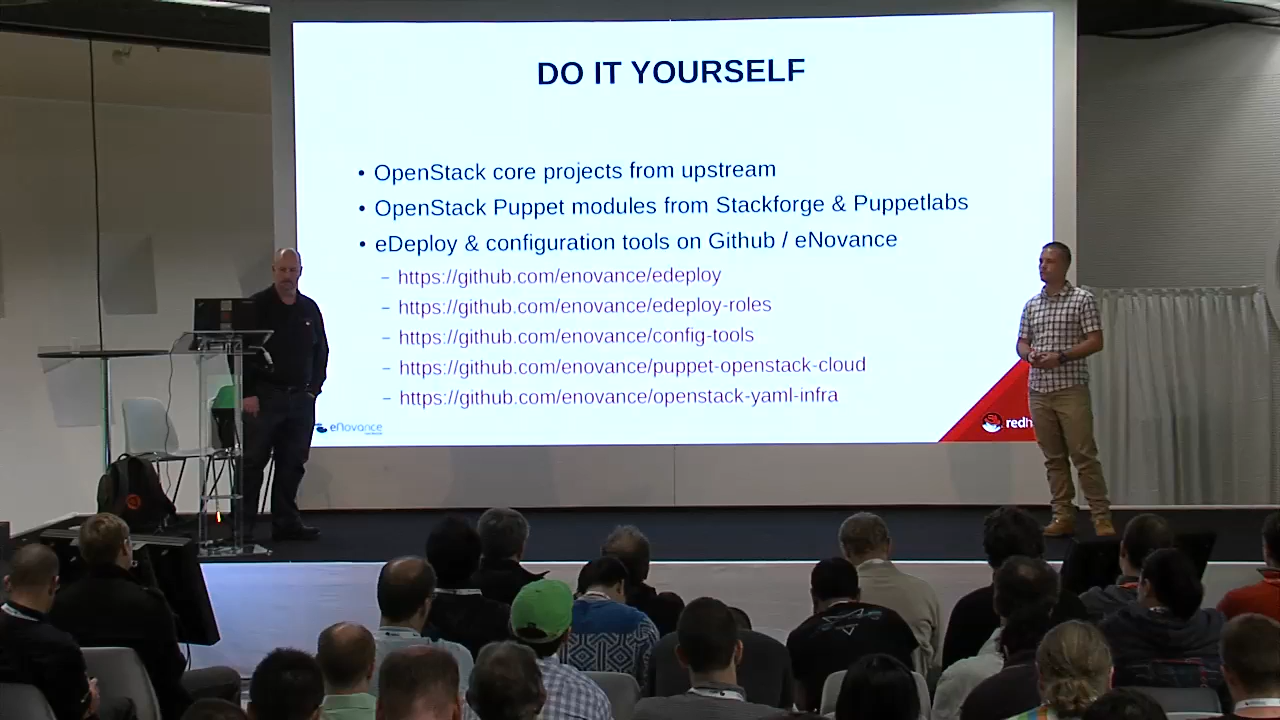 DO IT YOURSELF
• OpenStack core projects from upstream
• OpenStack Puppet modules from Stackforge & Puppetlabs
• eDeploy & configuration tools on Github / eNovance
– https://github.com/enovance/edeploy
– https://github.com/enovance/edeploy-roles
– https://github.com/enovance/config-tools
– https://github.com/enovance/puppet-openstack-cloud
– https://github.com/enovance/openstack-yaml-infra
eNovance
redh